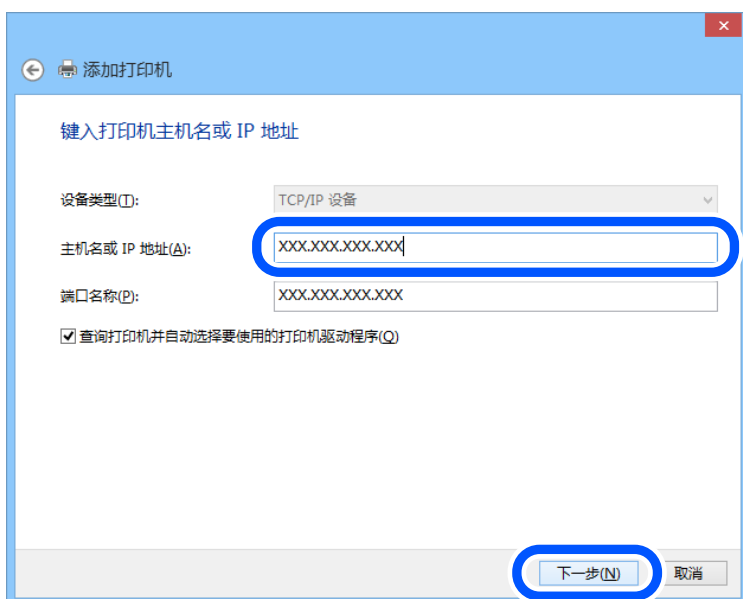 添加打印机
键入打印机主机名或 IP 地址
设备类型(T): TCP/IP 设备
主机名或 IP 地址(A): XXX.XXX.XXX.XXX
端口名称(P): XXX.XXX.XXX.XXX
查询打印机并自动选择要使用的打印机驱动程序(Q)
下一步(N) 取消